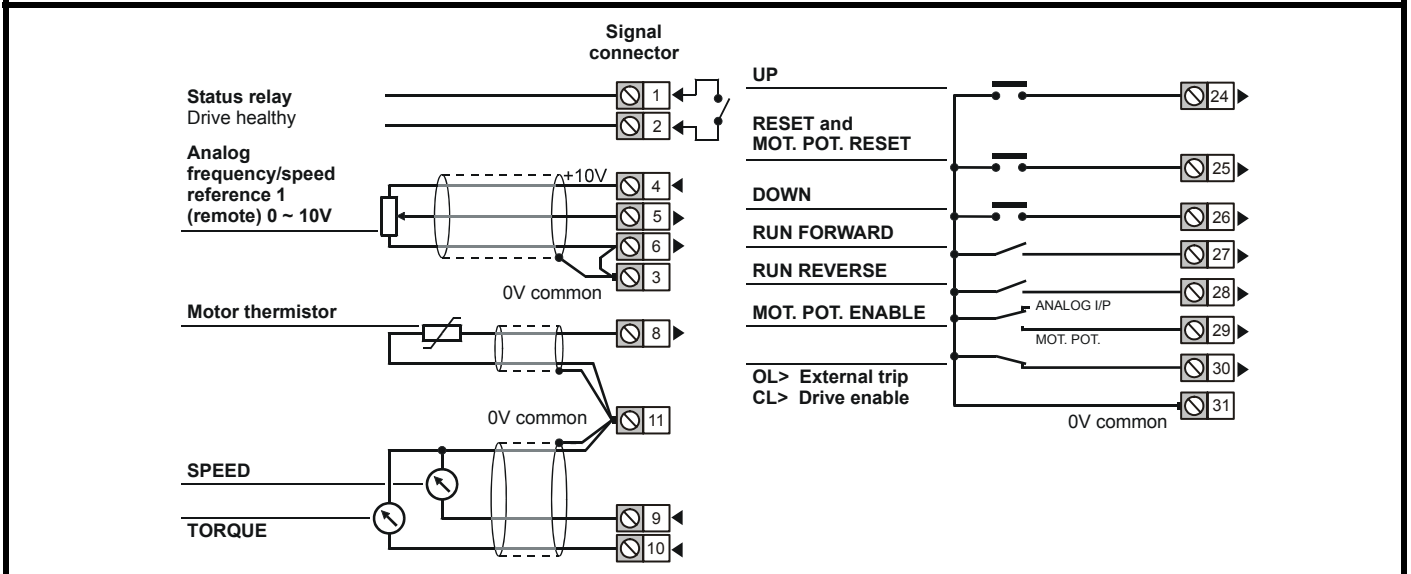 Signal
connector
Status relay
Drive healthy
1
2
Analog
frequency/speed
reference 1
(remote) 0 ~ 10V
+10V
4
5
6
3
0V common
Motor thermistor
8
0V common
11
SPEED
TORQUE
9
10
UP
24
RESET and
MOT. POT. RESET
25
DOWN
26
RUN FORWARD
27
RUN REVERSE
28
MOT. POT. ENABLE
ANALOG I/P
29
MOT. POT.
30
OL> External trip
CL> Drive enable
31
0V common